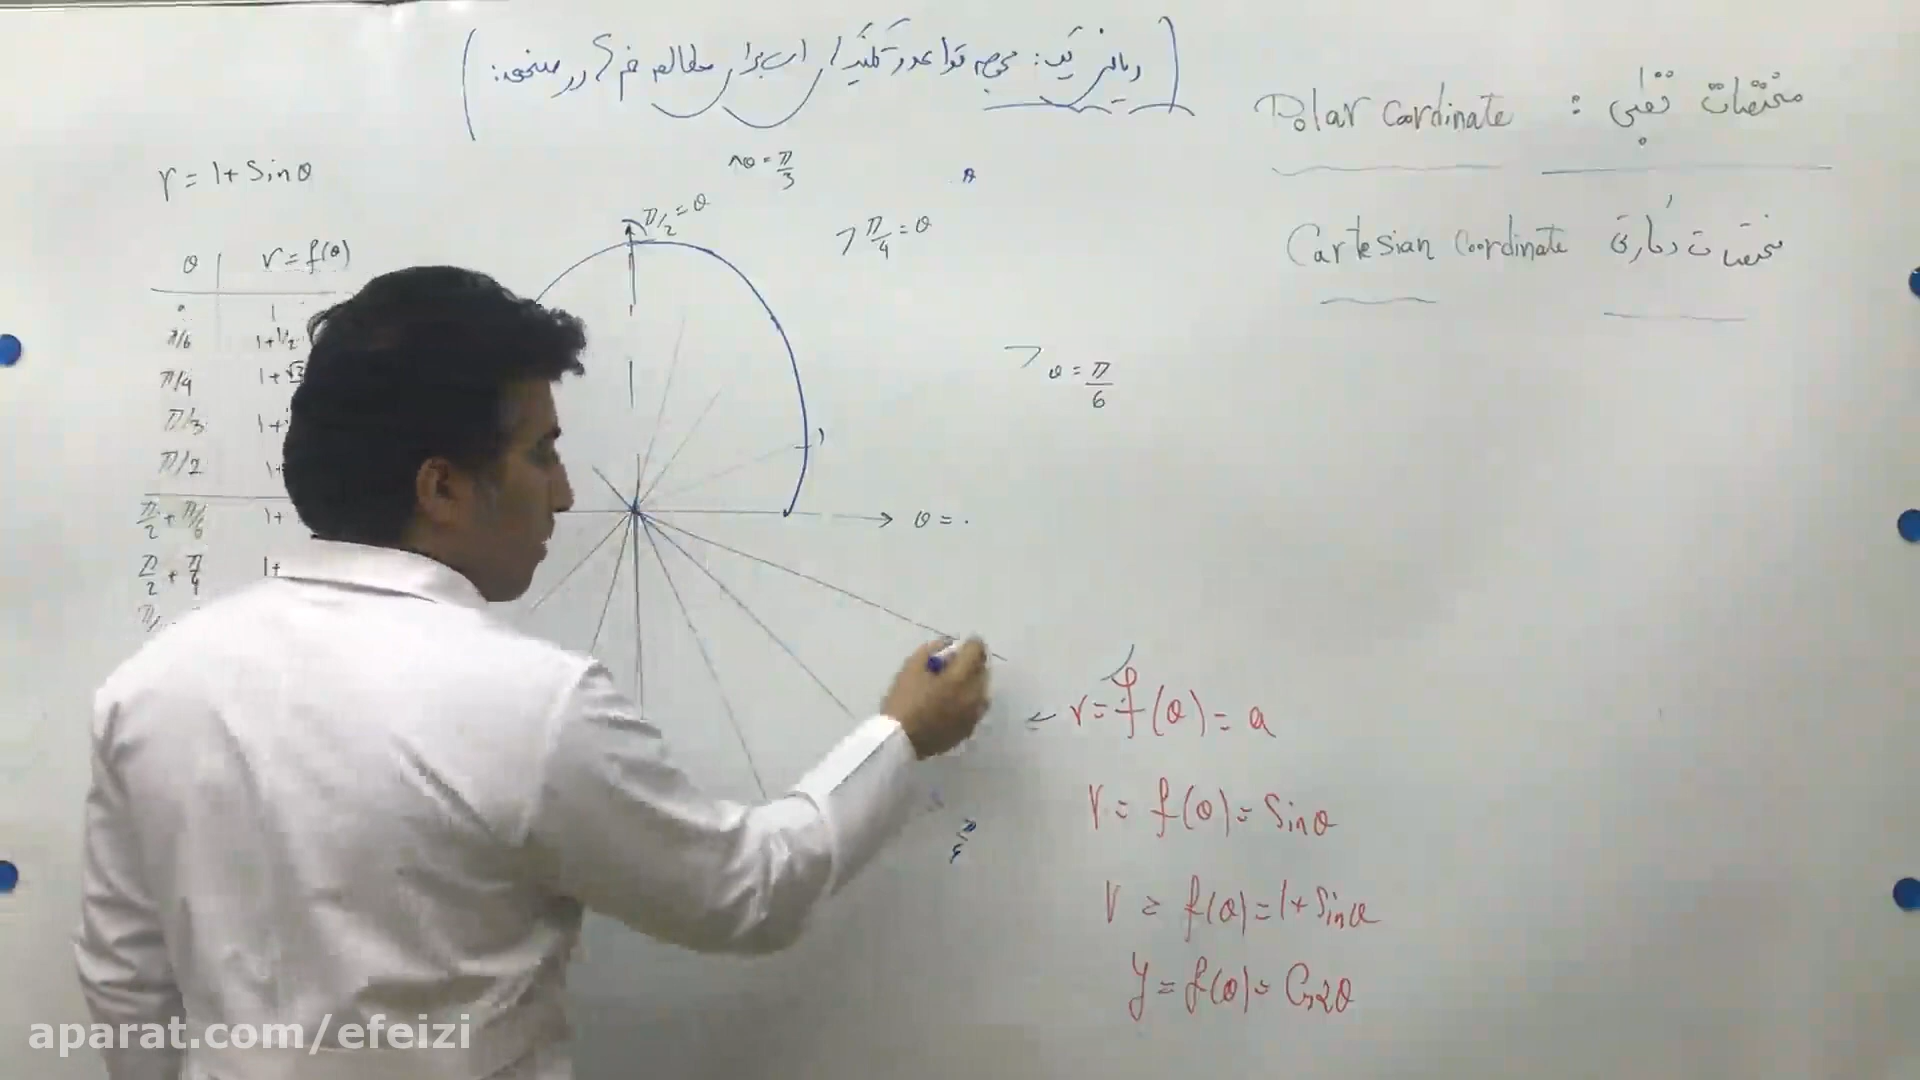 Polar Coordinate : مختصات قطبی
Cartesian Coordinate مختصات دکارتی
r = 1 + Sinθ
θ r = f(θ)
0 1
π/6 1+1/2
π/4 1+√2
π/3 1+
π/2 1+
π/2 + π/6 1+
π/2 + π/4 1+
θ = π/3
π/2 = θ
π/4 = θ
θ = π/6
1
θ = 0
r = f(θ) = a
r = f(θ) = Sinθ
r = f(θ) = 1 + Sinθ
y = f(θ) = Cos2θ
aparat.com/efeizi